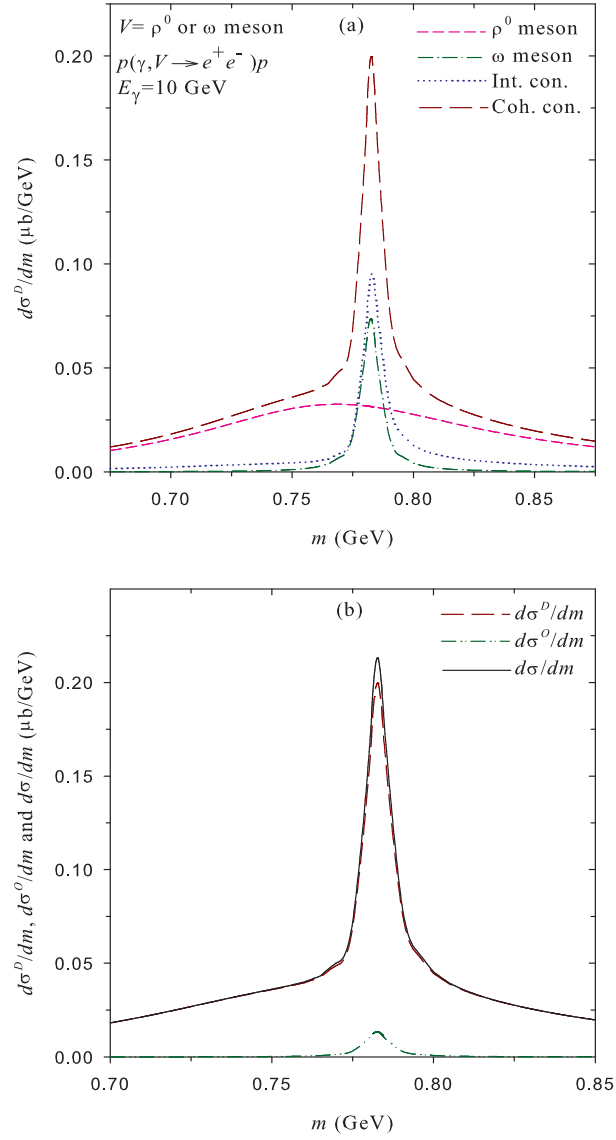 (a)
V= ρ⁰ or ω meson
p(γ, V → e⁺ e⁻ )p
E_γ=10 GeV
ρ⁰ meson
ω meson
Int. con.
Coh. con.
0.20
0.15
0.10
0.05
0.00
dσᴰ/dm (μb/GeV)
0.70 0.75 0.80 0.85
m (GeV)
(b)
dσᴰ/dm
dσᴼ/dm
dσ/dm
0.20
0.15
0.10
0.05
0.00
dσᴰ/dm, dσᴼ/dm and dσ/dm (μb/GeV)
0.70 0.75 0.80 0.85
m (GeV)